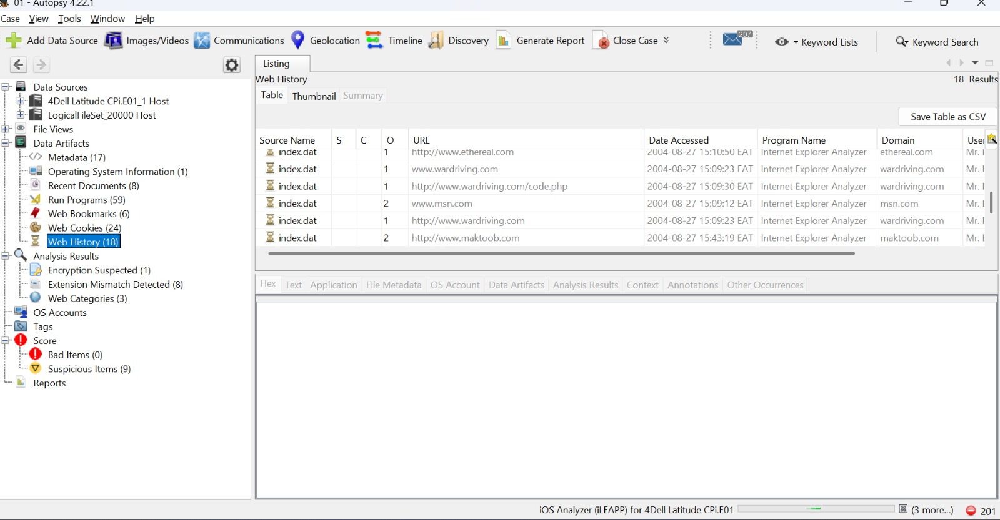 01 - Autopsy 4.22.1
Case View Tools Window Help
Add Data Source Images/Videos Communications Geolocation Timeline Discovery Generate Report Close Case 207 Keyword Lists Keyword Search
Listing
Web History 18 Results
Table Thumbnail Summary
Save Table as CSV
Source Name S C O URL Date Accessed Program Name Domain User
index.dat 1 http://www.ethereal.com 2004-08-27 15:10:50 EAT Internet Explorer Analyzer ethereal.com Mr.
index.dat 1 www.wardriving.com 2004-08-27 15:09:23 EAT Internet Explorer Analyzer wardriving.com Mr.
index.dat 1 http://www.wardriving.com/code.php 2004-08-27 15:09:30 EAT Internet Explorer Analyzer wardriving.com Mr.
index.dat 2 www.msn.com 2004-08-27 15:09:12 EAT Internet Explorer Analyzer msn.com Mr.
index.dat 1 http://www.wardriving.com 2004-08-27 15:09:23 EAT Internet Explorer Analyzer wardriving.com Mr.
index.dat 2 http://www.maktoob.com 2004-08-27 15:43:19 EAT Internet Explorer Analyzer maktoob.com Mr.
Data Sources
4Dell Latitude CPi.E01_1 Host
LogicalFileSet_20000 Host
File Views
Data Artifacts
Metadata (17)
Operating System Information (1)
Recent Documents (8)
Run Programs (59)
Web Bookmarks (6)
Web Cookies (24)
Web History (18)
Analysis Results
Encryption Suspected (1)
Extension Mismatch Detected (8)
Web Categories (3)
OS Accounts
Tags
Score
Bad Items (0)
Suspicious Items (9)
Reports
Hex Text Application File Metadata OS Account Data Artifacts Analysis Results Context Annotations Other Occurrences
iOS Analyzer (iLEAPP) for 4Dell Latitude CPi.E01 (3 more...) 201